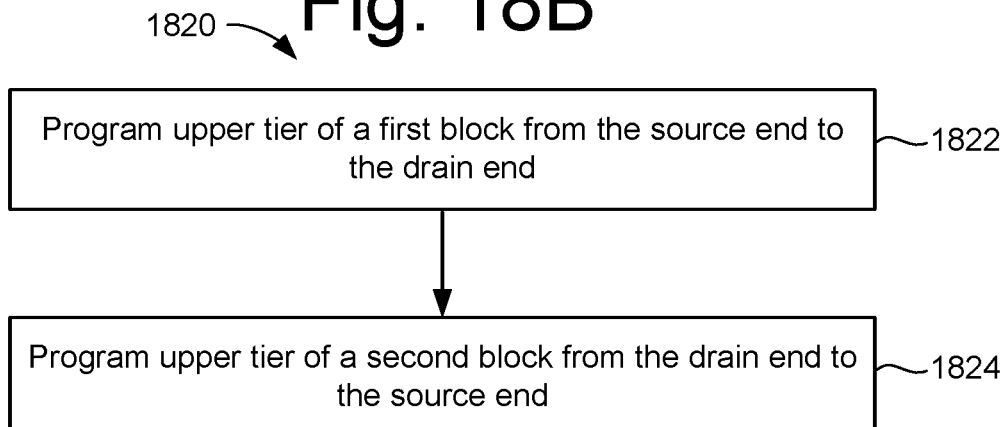 Fig. 18B
1820
Program upper tier of a first block from the source end to
the drain end
1822
Program upper tier of a second block from the drain end to
the source end
1824